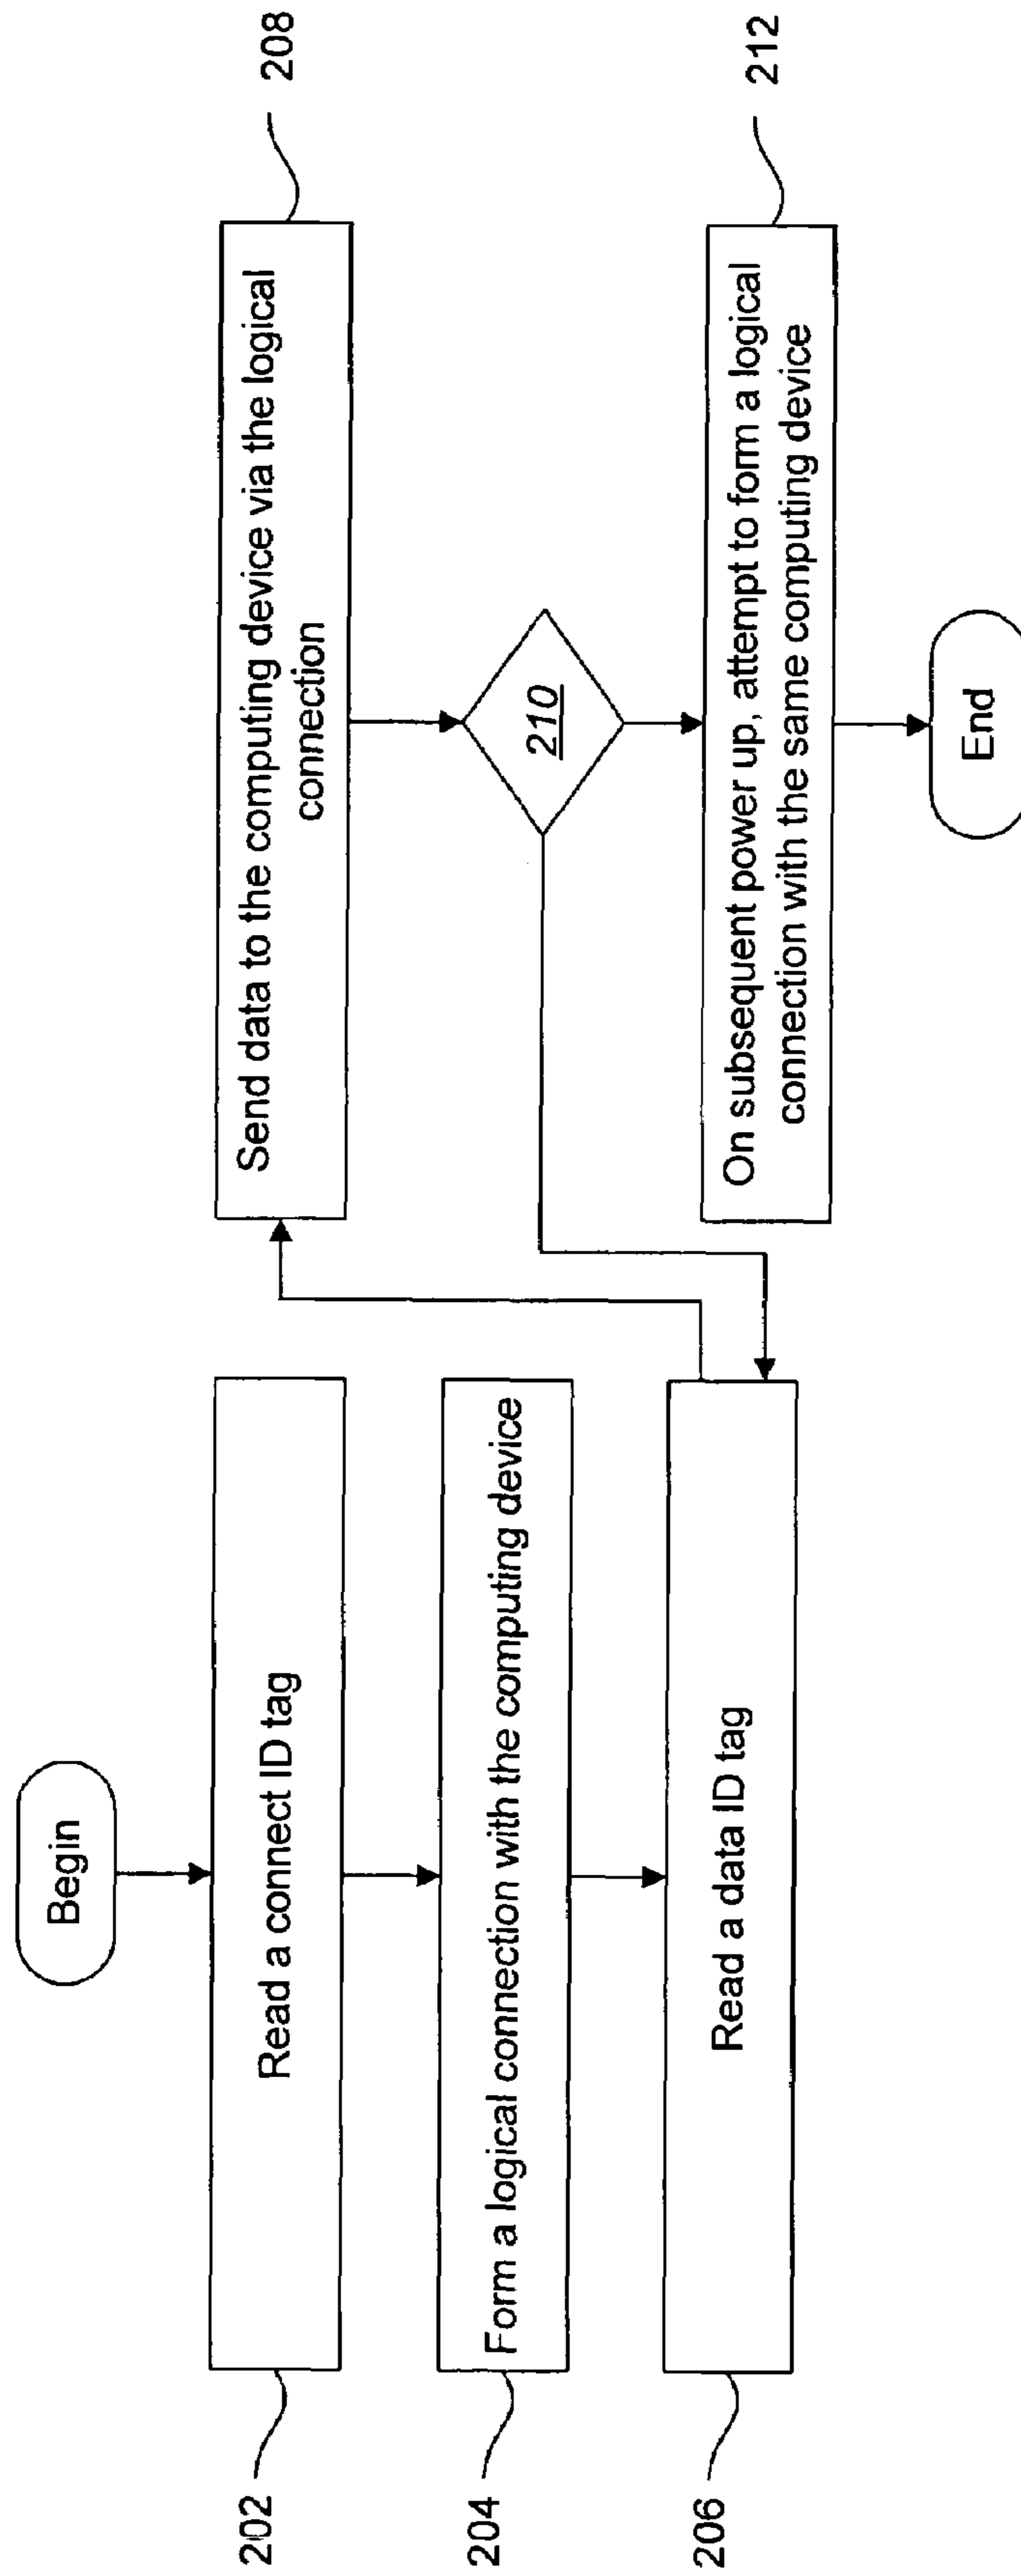 Begin
202
Read a connect ID tag
204
Form a logical connection with the computing device
206
Read a data ID tag
208
Send data to the computing device via the logical
connection
210
212
On subsequent power up, attempt to form a logical
connection with the same computing device
End